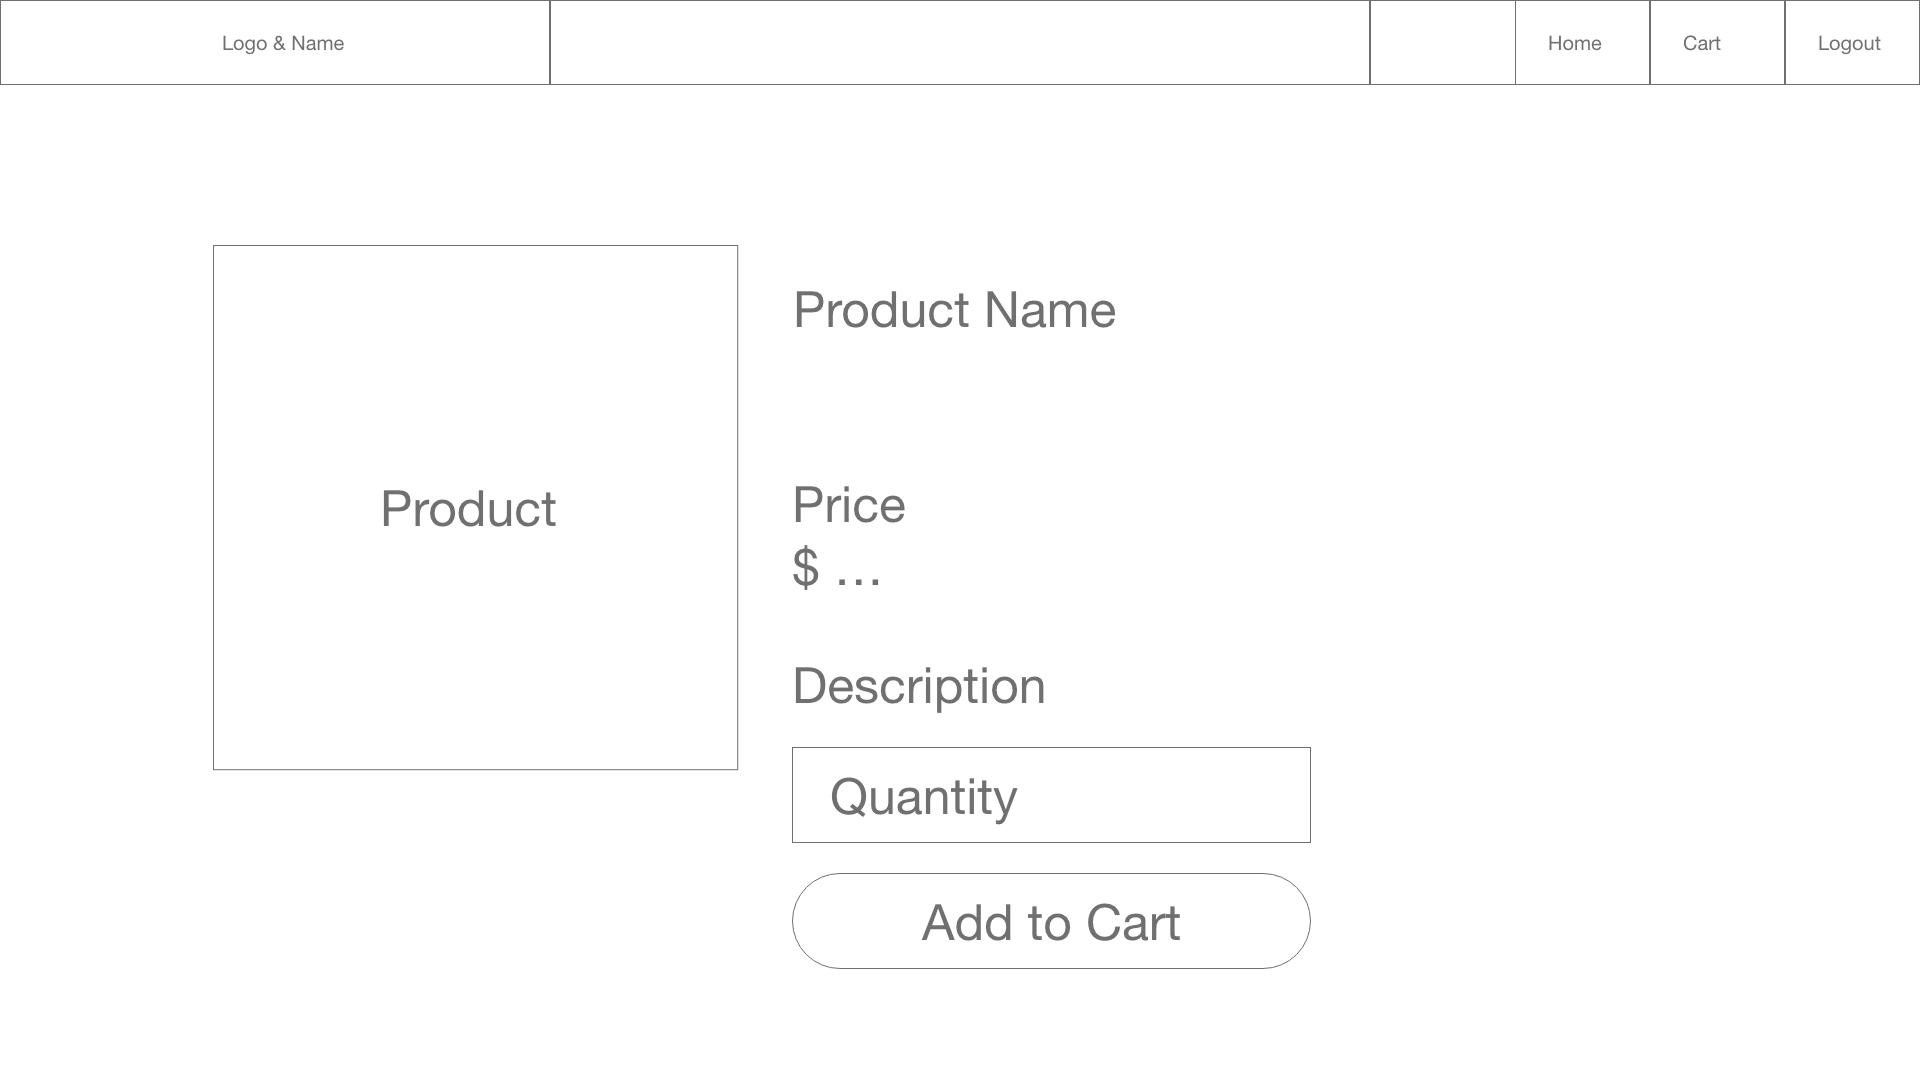 Logo & Name
Home
Cart
Logout
Product
Product Name
Price
$ ...
Description
Quantity
Add to Cart